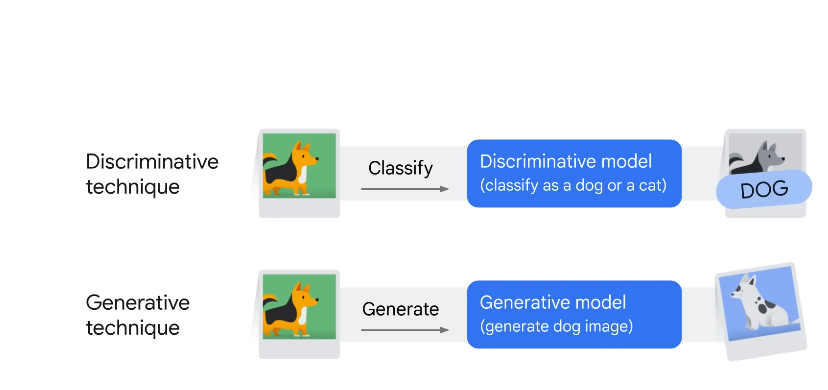 Discriminative
technique
Classify
Discriminative model
(classify as a dog or a cat)
DOG
Generative
technique
Generate
Generative model
(generate dog image)